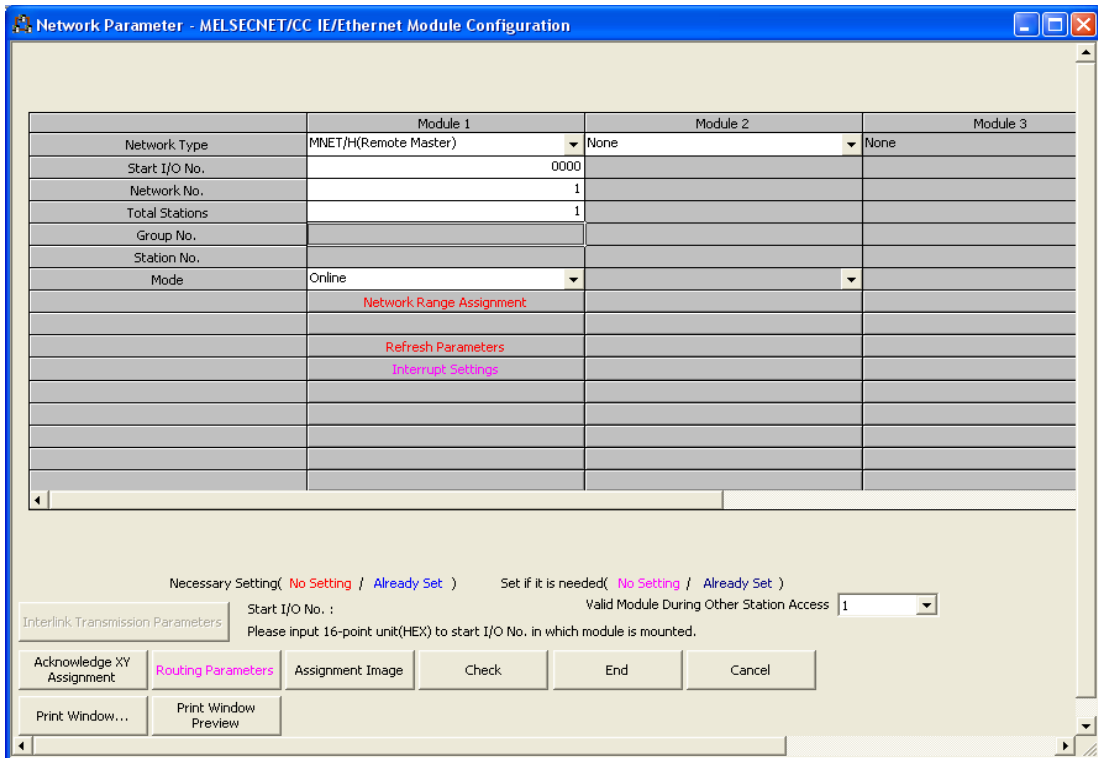 Network Parameter - MELSECNET/CC IE/Ethernet Module Configuration
Module 1 Module 2 Module 3
Network Type MNET/H(Remote Master) None None
Start I/O No. 0000
Network No. 1
Total Stations 1
Group No.
Station No.
Mode Online
Network Range Assignment
Refresh Parameters
Interrupt Settings
Necessary Setting( No Setting / Already Set ) Set if it is needed( No Setting / Already Set )
Start I/O No. : Valid Module During Other Station Access 1
Interlink Transmission Parameters
Please input 16-point unit(HEX) to start I/O No. in which module is mounted.
Acknowledge XY
Assignment Routing Parameters Assignment Image Check End Cancel
Print Window... Print Window
Preview